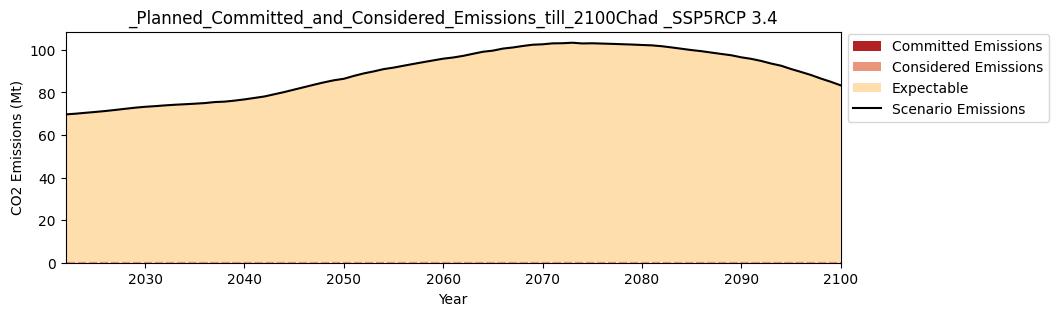 _Planned_Committed_and_Considered_Emissions_till_2100Chad _SSP5RCP 3.4
CO2 Emissions (Mt)
100
80
60
40
20
0
2030 2040 2050 2060 2070 2080 2090 2100
Year
Committed Emissions
Considered Emissions
Expectable
Scenario Emissions